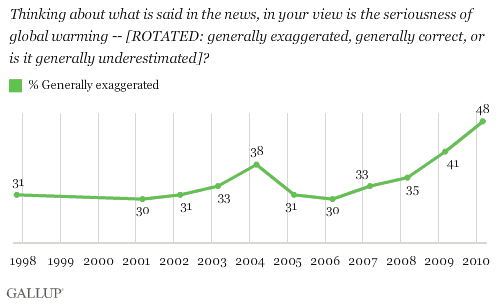 Thinking about what is said in the news, in your view is the seriousness of
global warming -- [ROTATED: generally exaggerated, generally correct, or
is it generally underestimated]?
% Generally exaggerated
31
30
31
33
38
31
30
33
35
41
48
1998 1999 2000 2001 2002 2003 2004 2005 2006 2007 2008 2009 2010
GALLUP®